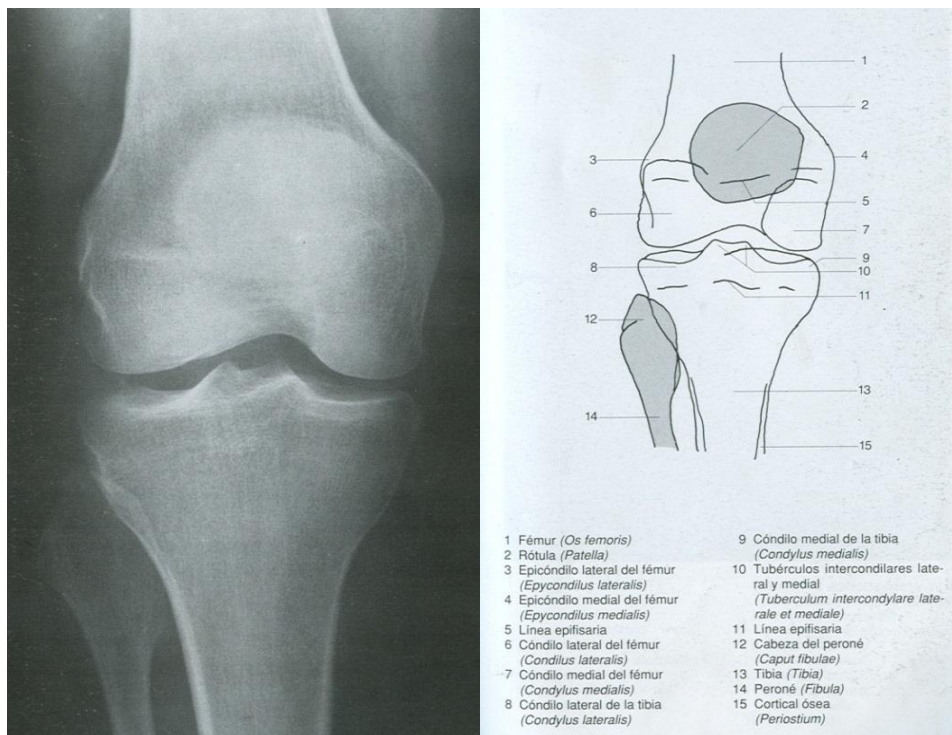 1
2
3
4
5
6
7
8
9
10
11
12
13
14
15
1 Fémur (Os femoris)
2 Rótula (Patella)
3 Epicóndilo lateral del fémur
(Epycondilus lateralis)
4 Epicóndilo medial del fémur
(Epycondilus medialis)
5 Línea epifisaria
6 Cóndilo lateral del fémur
(Condilus lateralis)
7 Cóndilo medial del fémur
(Condylus medialis)
8 Cóndilo lateral de la tibia
(Condylus lateralis)
9 Cóndilo medial de la tibia
(Condylus medialis)
10 Tubérculos intercondilares late-
ral y medial
(Tuberculum intercondylare late-
rale et mediale)
11 Línea epifisaria
12 Cabeza del peroné
(Caput fibulae)
13 Tibia (Tibia)
14 Peroné (Fibula)
15 Cortical ósea
(Periostium)